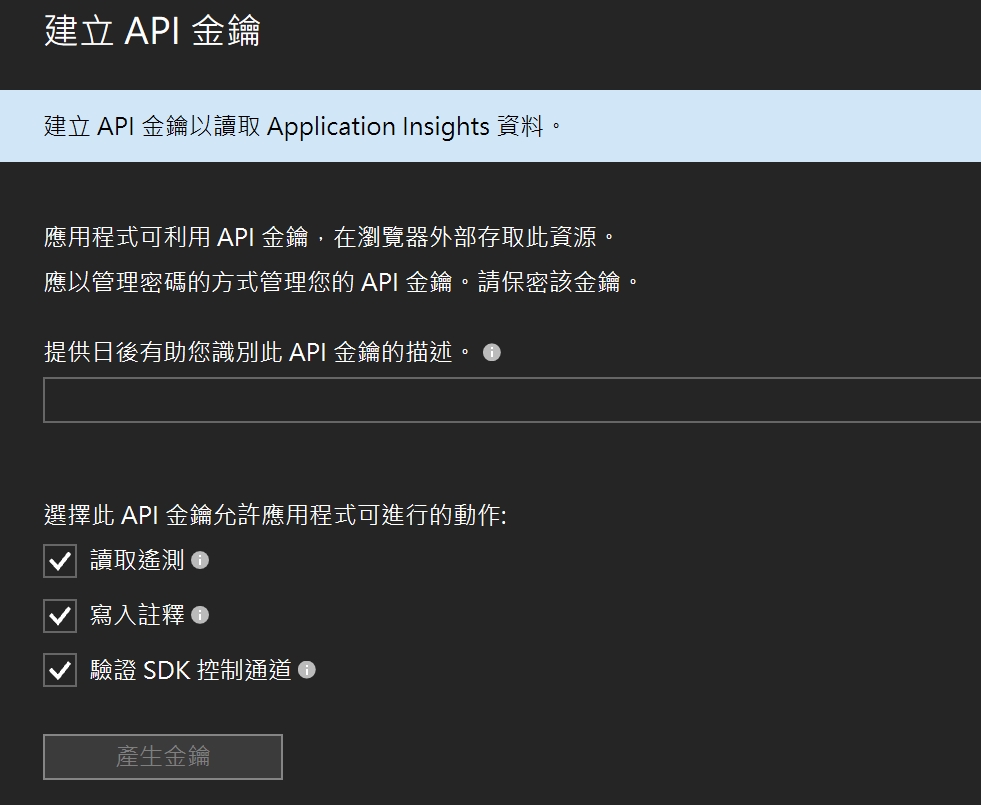 建立 API 金鑰
建立 API 金鑰以讀取 Application Insights 資料。
應用程式可利用 API 金鑰，在瀏覽器外部存取此資源。
應以管理密碼的方式管理您的 API 金鑰。請保密該金鑰。
提供日後有助您識別此 API 金鑰的描述。
選擇此 API 金鑰允許應用程式可進行的動作:
讀取遙測
寫入註釋
驗證 SDK 控制通道
產生金鑰